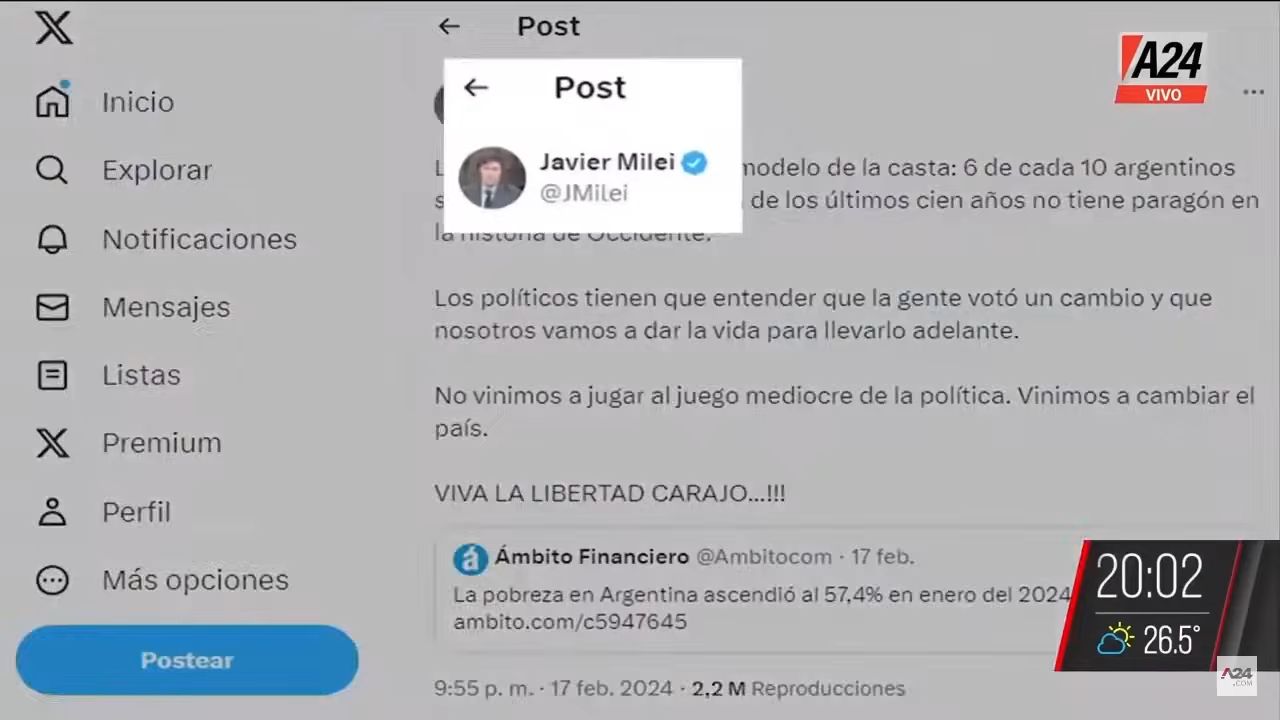 Post
Post
Javier Milei
@JMilei
A24
VIVO
Inicio
Explorar
Notificaciones
Mensajes
Listas
Premium
Perfil
Más opciones
Postear
modelo de la casta: 6 de cada 10 argentinos
de los últimos cien años no tiene paragón en
la historia de Occidente.
Los políticos tienen que entender que la gente votó un cambio y que
nosotros vamos a dar la vida para llevarlo adelante.
No vinimos a jugar al juego mediocre de la política. Vinimos a cambiar el
país.
VIVA LA LIBERTAD CARAJO...!!!
á Ámbito Financiero @Ambitocom · 17 feb.
La pobreza en Argentina ascendió al 57,4% en enero del 2024
ambito.com/c5947645
9:55 p. m. · 17 feb. 2024 · 2,2 M Reproducciones
20:02
26.5°
A24
.COM